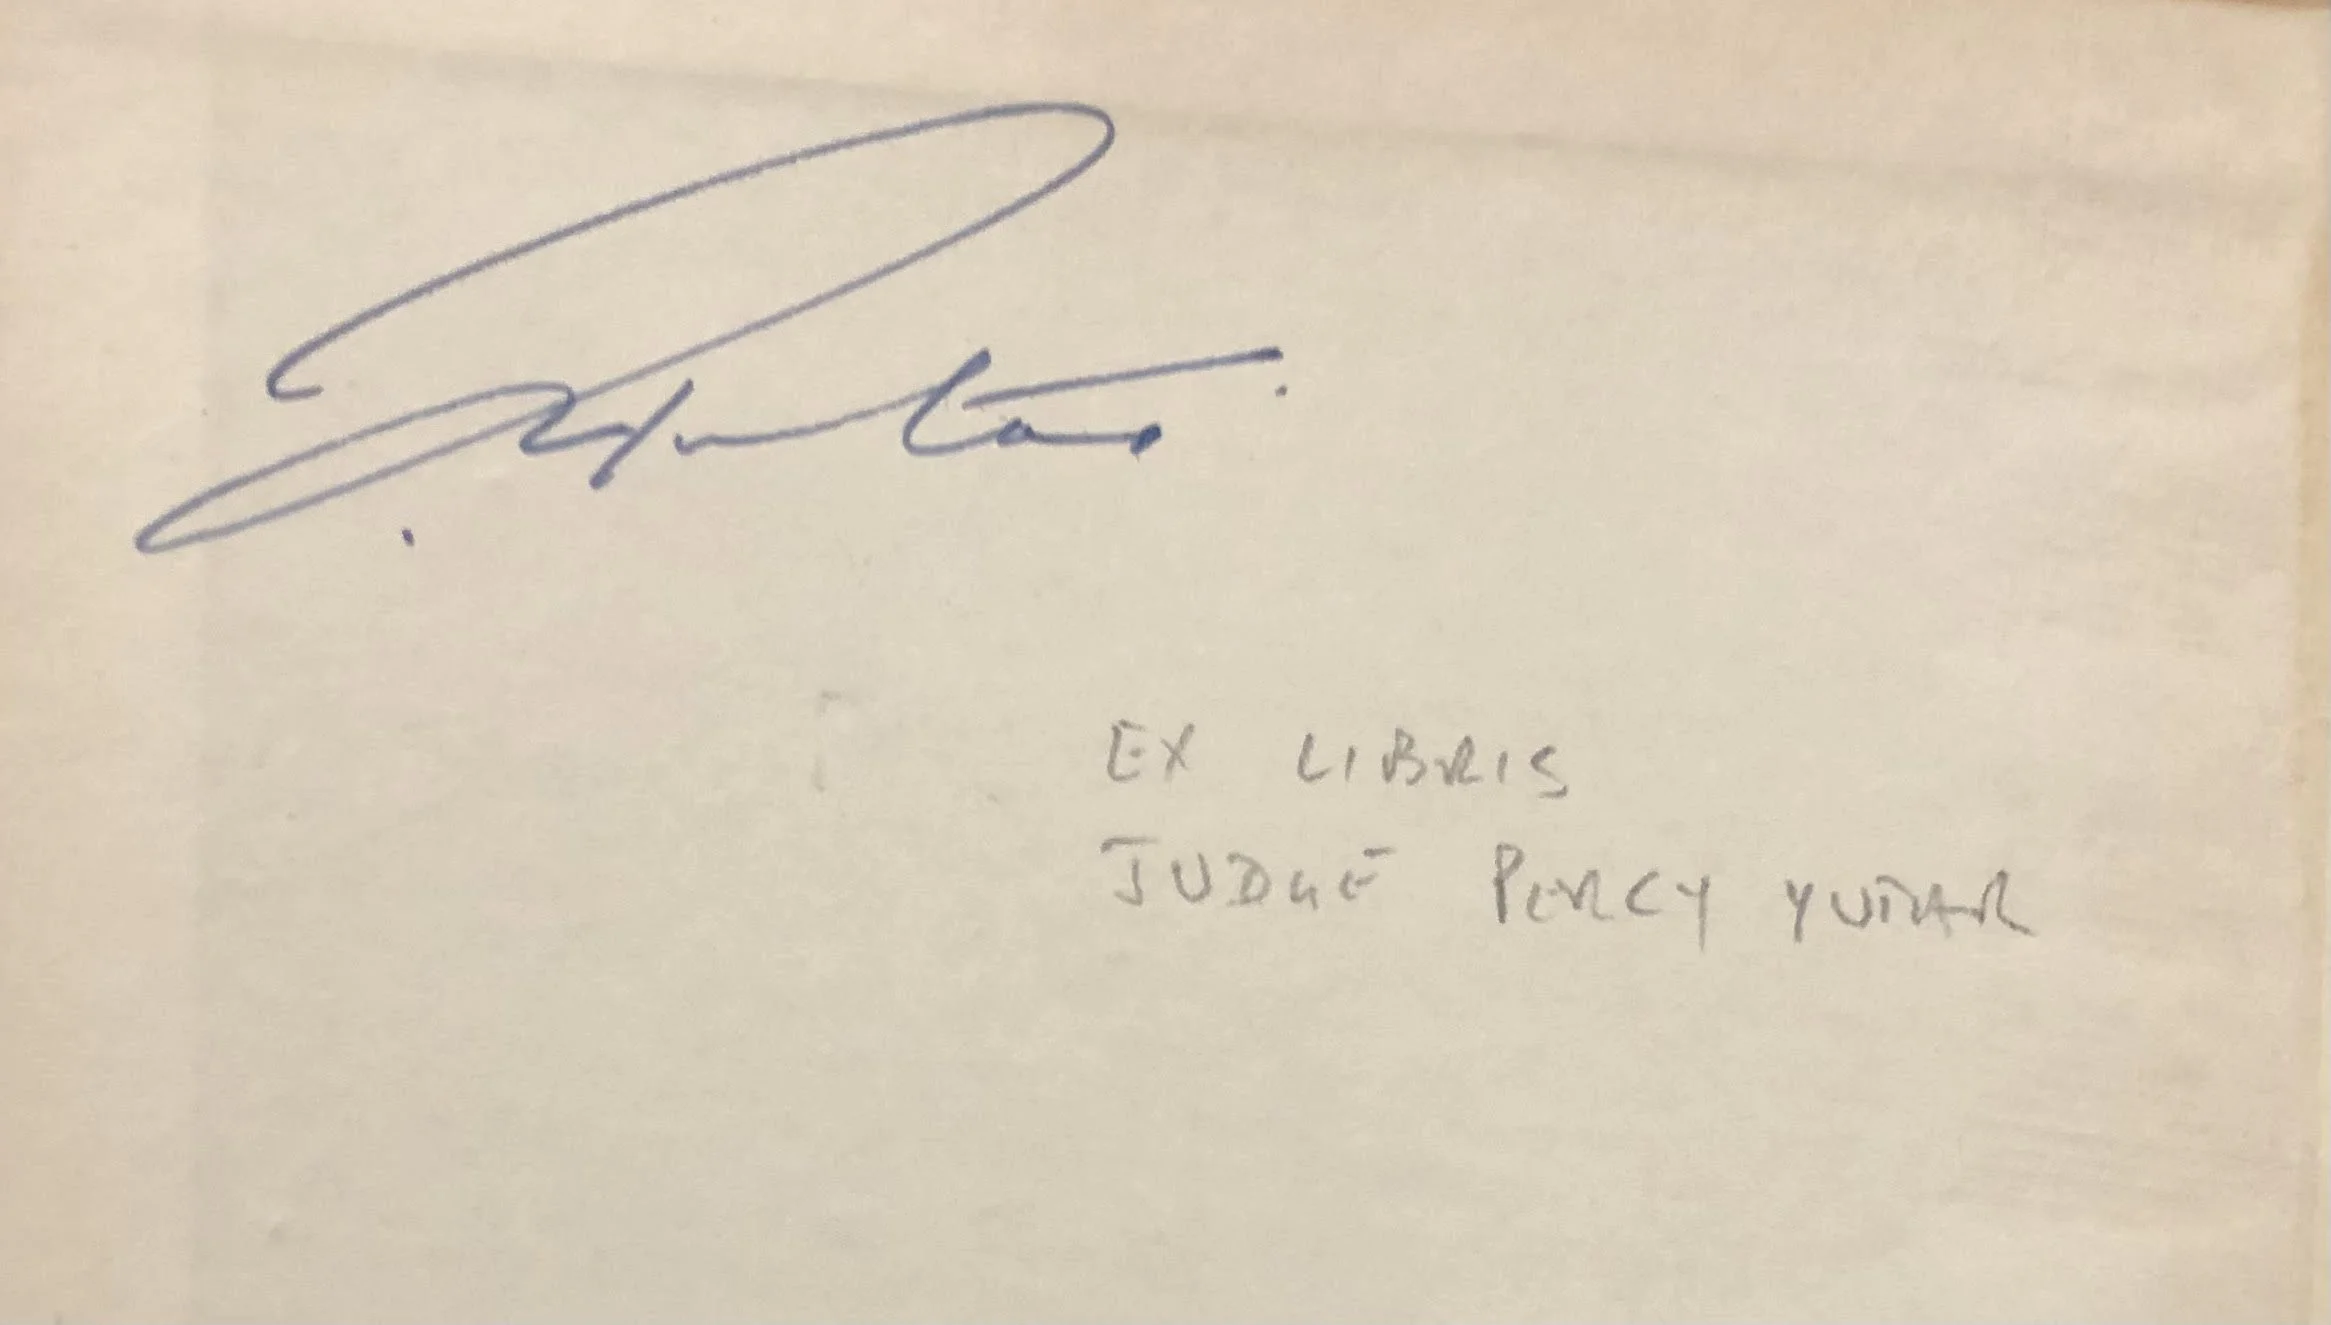 EX LIBRIS
JUDGE PERCY YUTAR